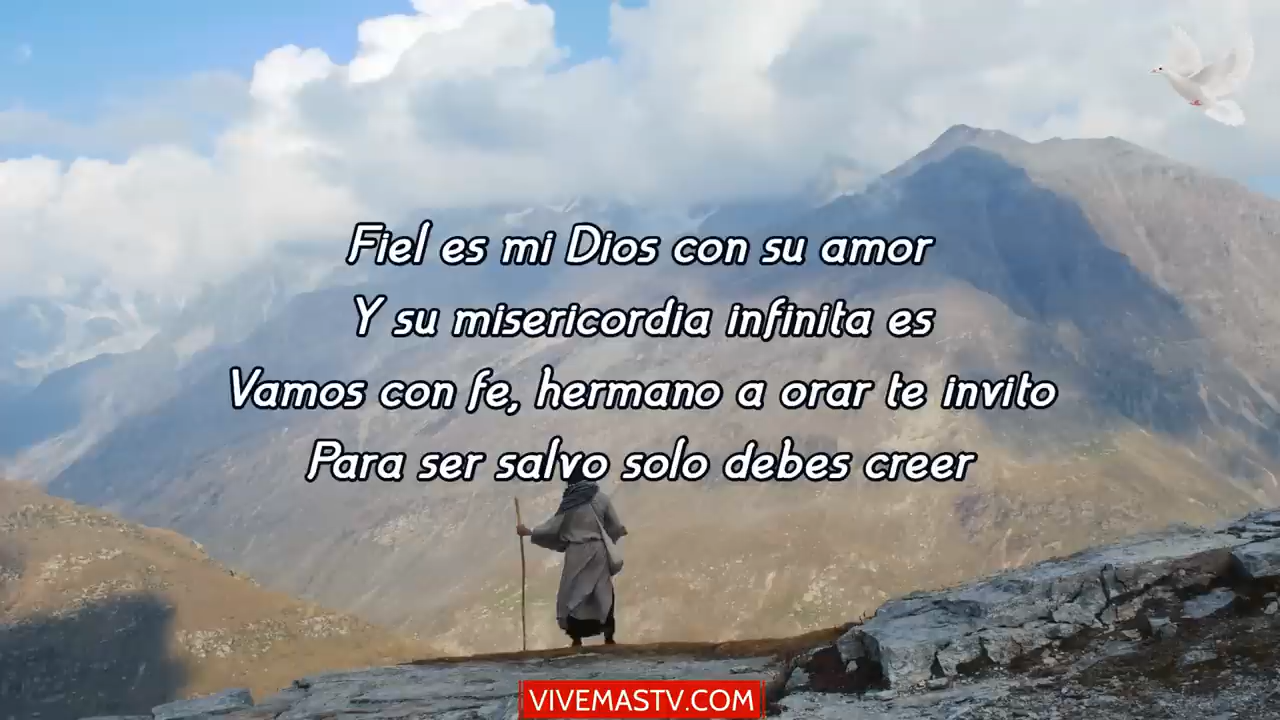 Fiel es mi Dios con su amor
Y su misericordia infinita es
Vamos con fe, hermano a orar te invito
Para ser salvo solo debes creer
VIVEMASTV.COM